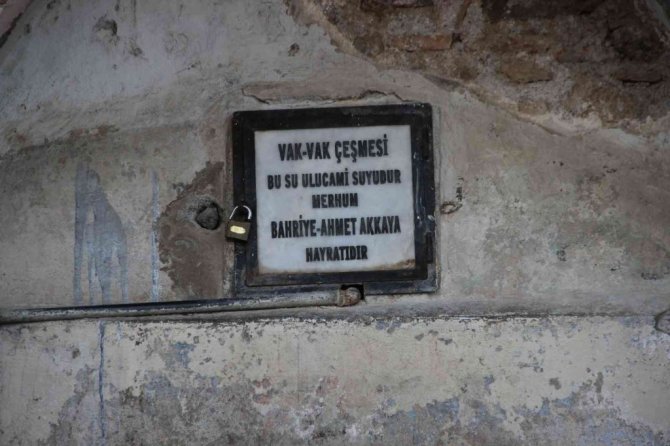 VAK-VAK ÇEŞMESİ
BU SU ULUCAMİ SUYUDUR
MERHUM
BAHRİYE-AHMET AKKAYA
HAYRATIDIR